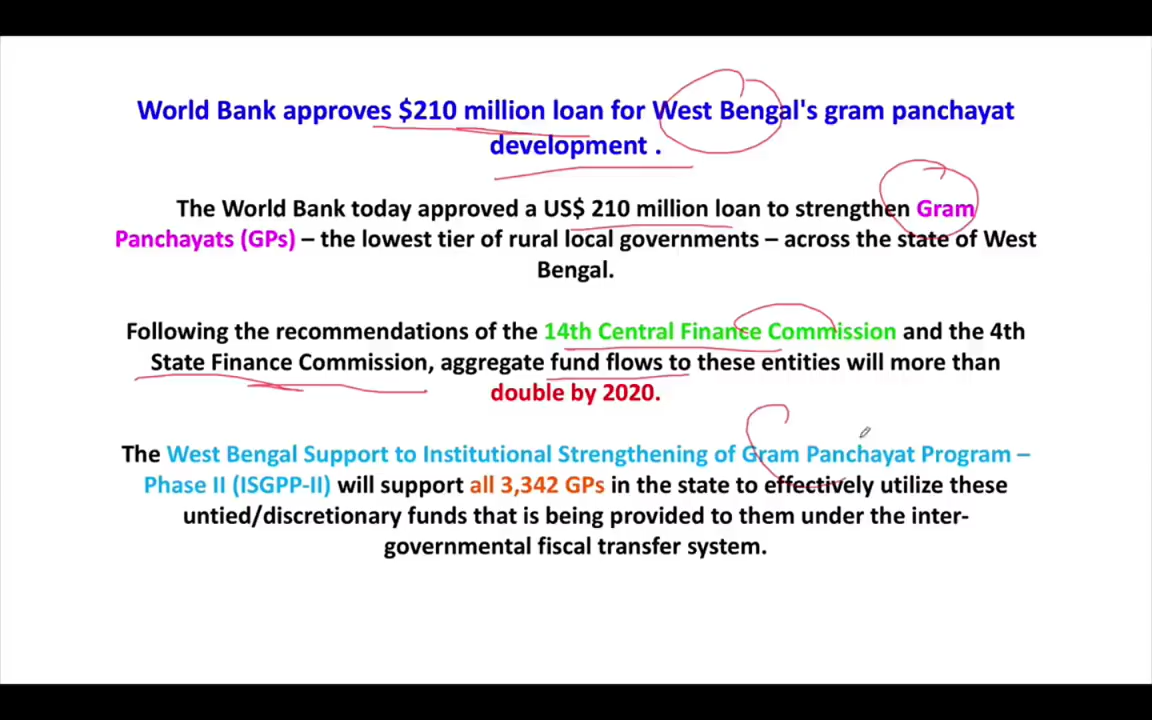 World Bank approves $210 million loan for West Bengal's gram panchayat
development .
The World Bank today approved a US$ 210 million loan to strengthen Gram
Panchayats (GPs) – the lowest tier of rural local governments – across the state of West
Bengal.
Following the recommendations of the 14th Central Finance Commission and the 4th
State Finance Commission, aggregate fund flows to these entities will more than
double by 2020.
The West Bengal Support to Institutional Strengthening of Gram Panchayat Program –
Phase II (ISGPP-II) will support all 3,342 GPs in the state to effectively utilize these
untied/discretionary funds that is being provided to them under the inter-
governmental fiscal transfer system.